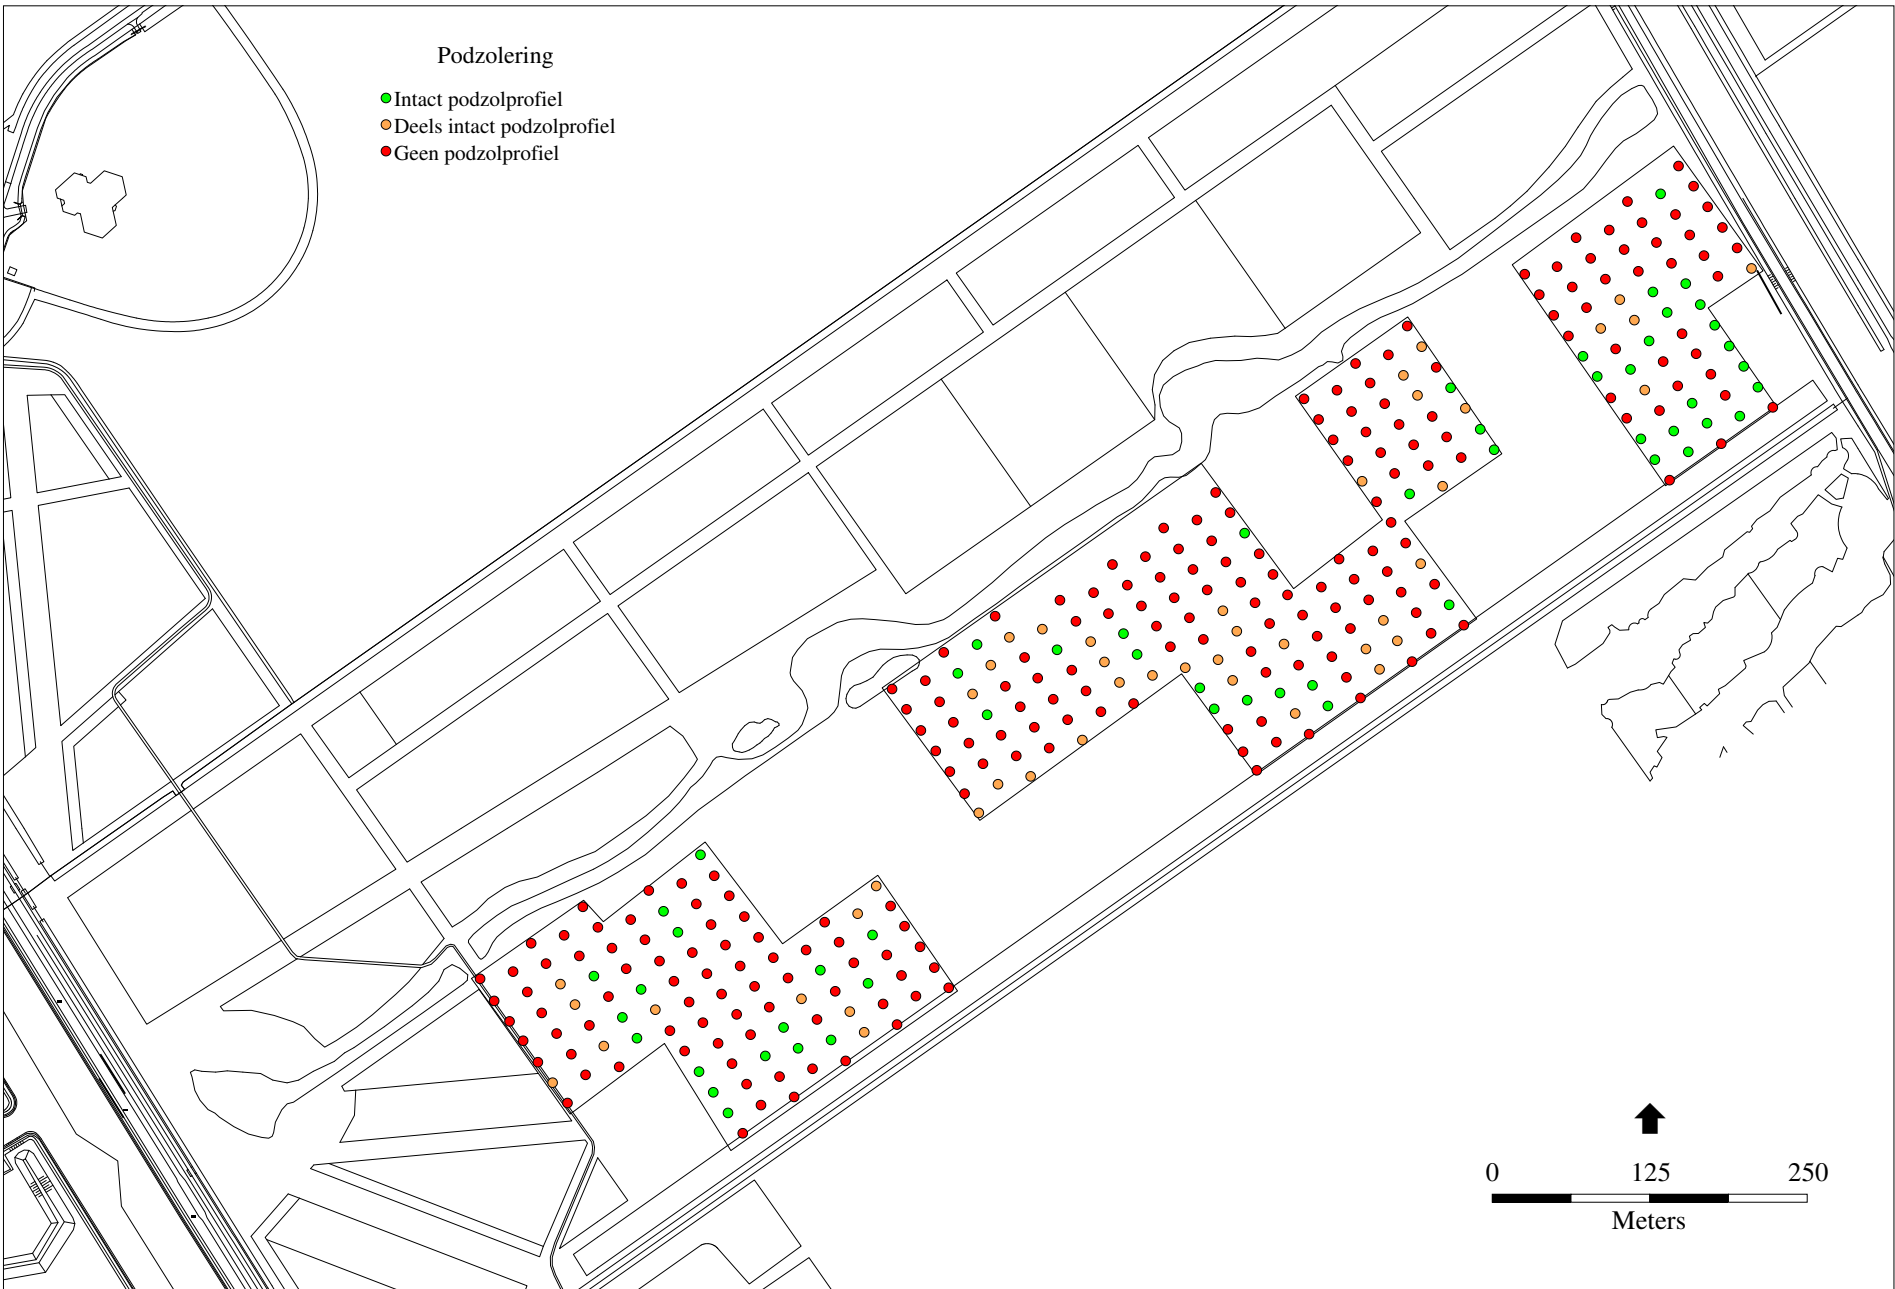 Podzolering
Intact podzolprofiel
Deels intact podzolprofiel
Geen podzolprofiel
0 125 250
Meters